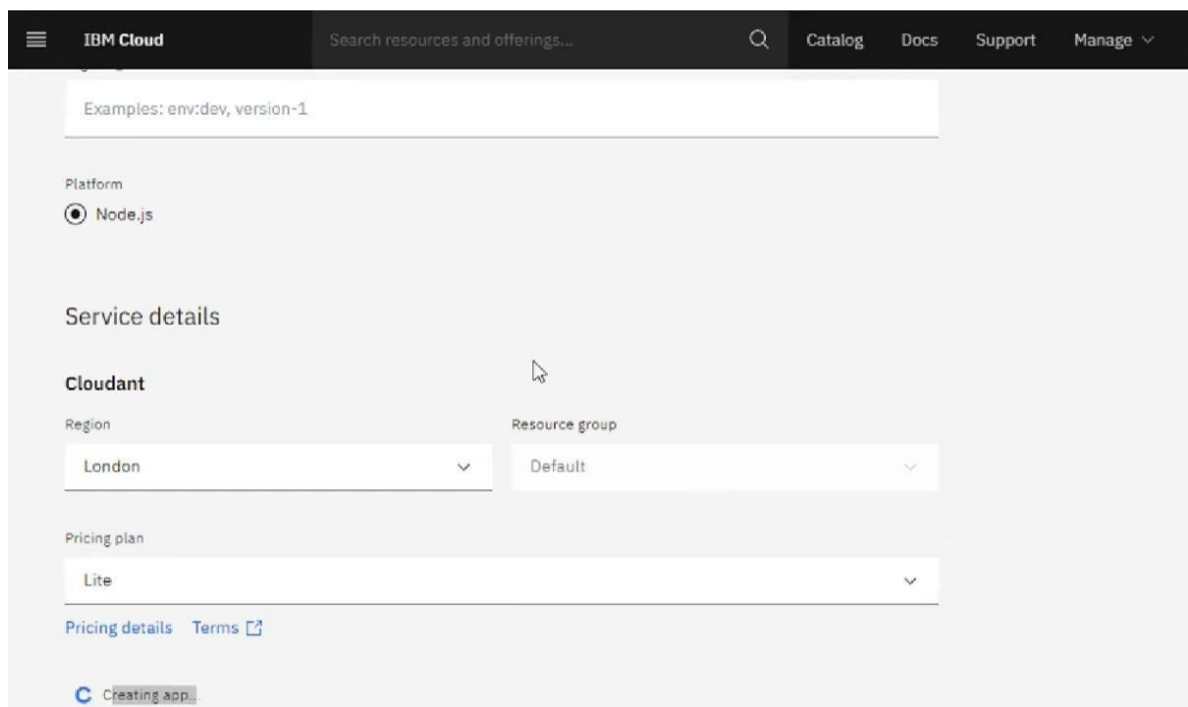 IBM Cloud Search resources and offerings... Catalog Docs Support Manage
Examples: env:dev, version-1
Platform
Node.js
Service details
Cloudant
Region Resource group
London Default
Pricing plan
Lite
Pricing details Terms
Creating app...